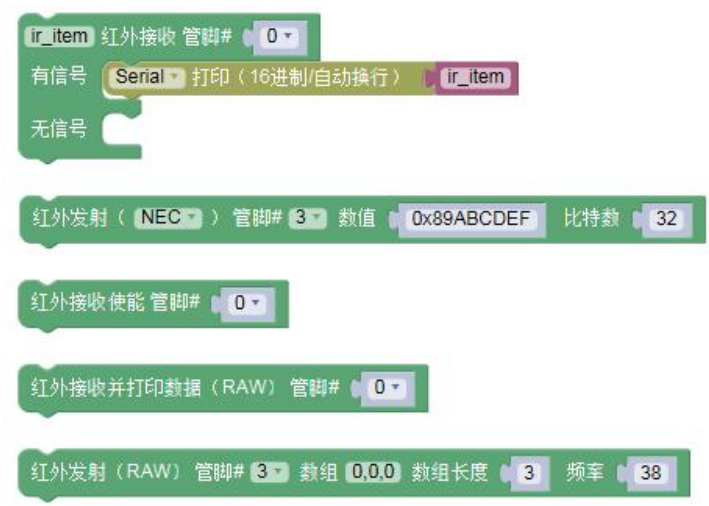 ir_item 红外接收 管脚# 0
有信号 Serial 打印（16进制/自动换行） ir_item
无信号
红外发射（ NEC ） 管脚# 3 数值 0x89ABCDEF 比特数 32
红外接收使能 管脚# 0
红外接收并打印数据（RAW） 管脚# 0
红外发射（RAW） 管脚# 3 数组 0,0,0 数组长度 3 频率 38